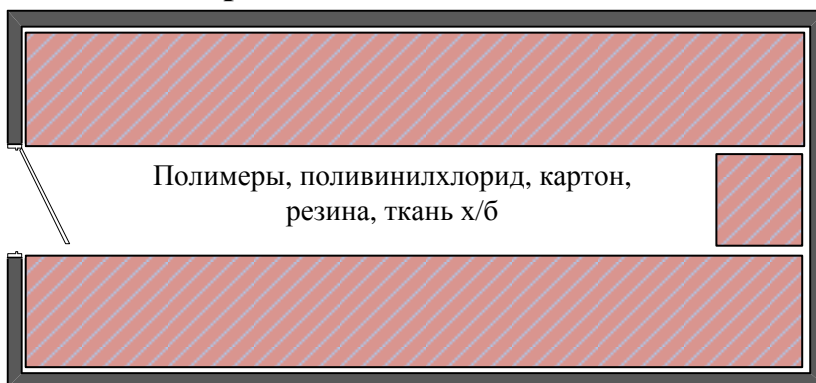 Полимеры, поливинилхлорид, картон,
резина, ткань х/б